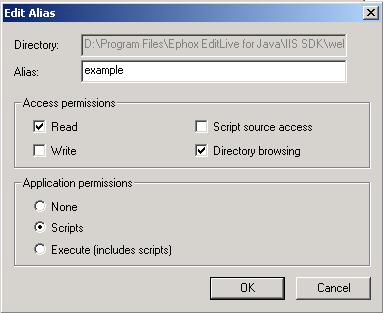 Edit Alias
Directory: D:\Program Files\Ephox EditLive for Java\IIS SDK\wel
Alias: example
Access permissions
Read Script source access
Write Directory browsing
Application permissions
None
Scripts
Execute (includes scripts)
OK Cancel